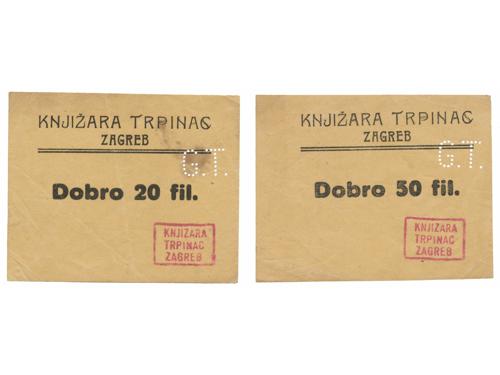 KNJIŽARA TRPINAC
ZAGREB
G.T.
Dobro 20 fil.
KNJIŽARA
TRPINAC
ZAGREB
KNJIŽARA TRPINAC
ZAGREB
G.T.
Dobro 50 fil.
KNJIŽARA
TRPINAC
ZAGREB